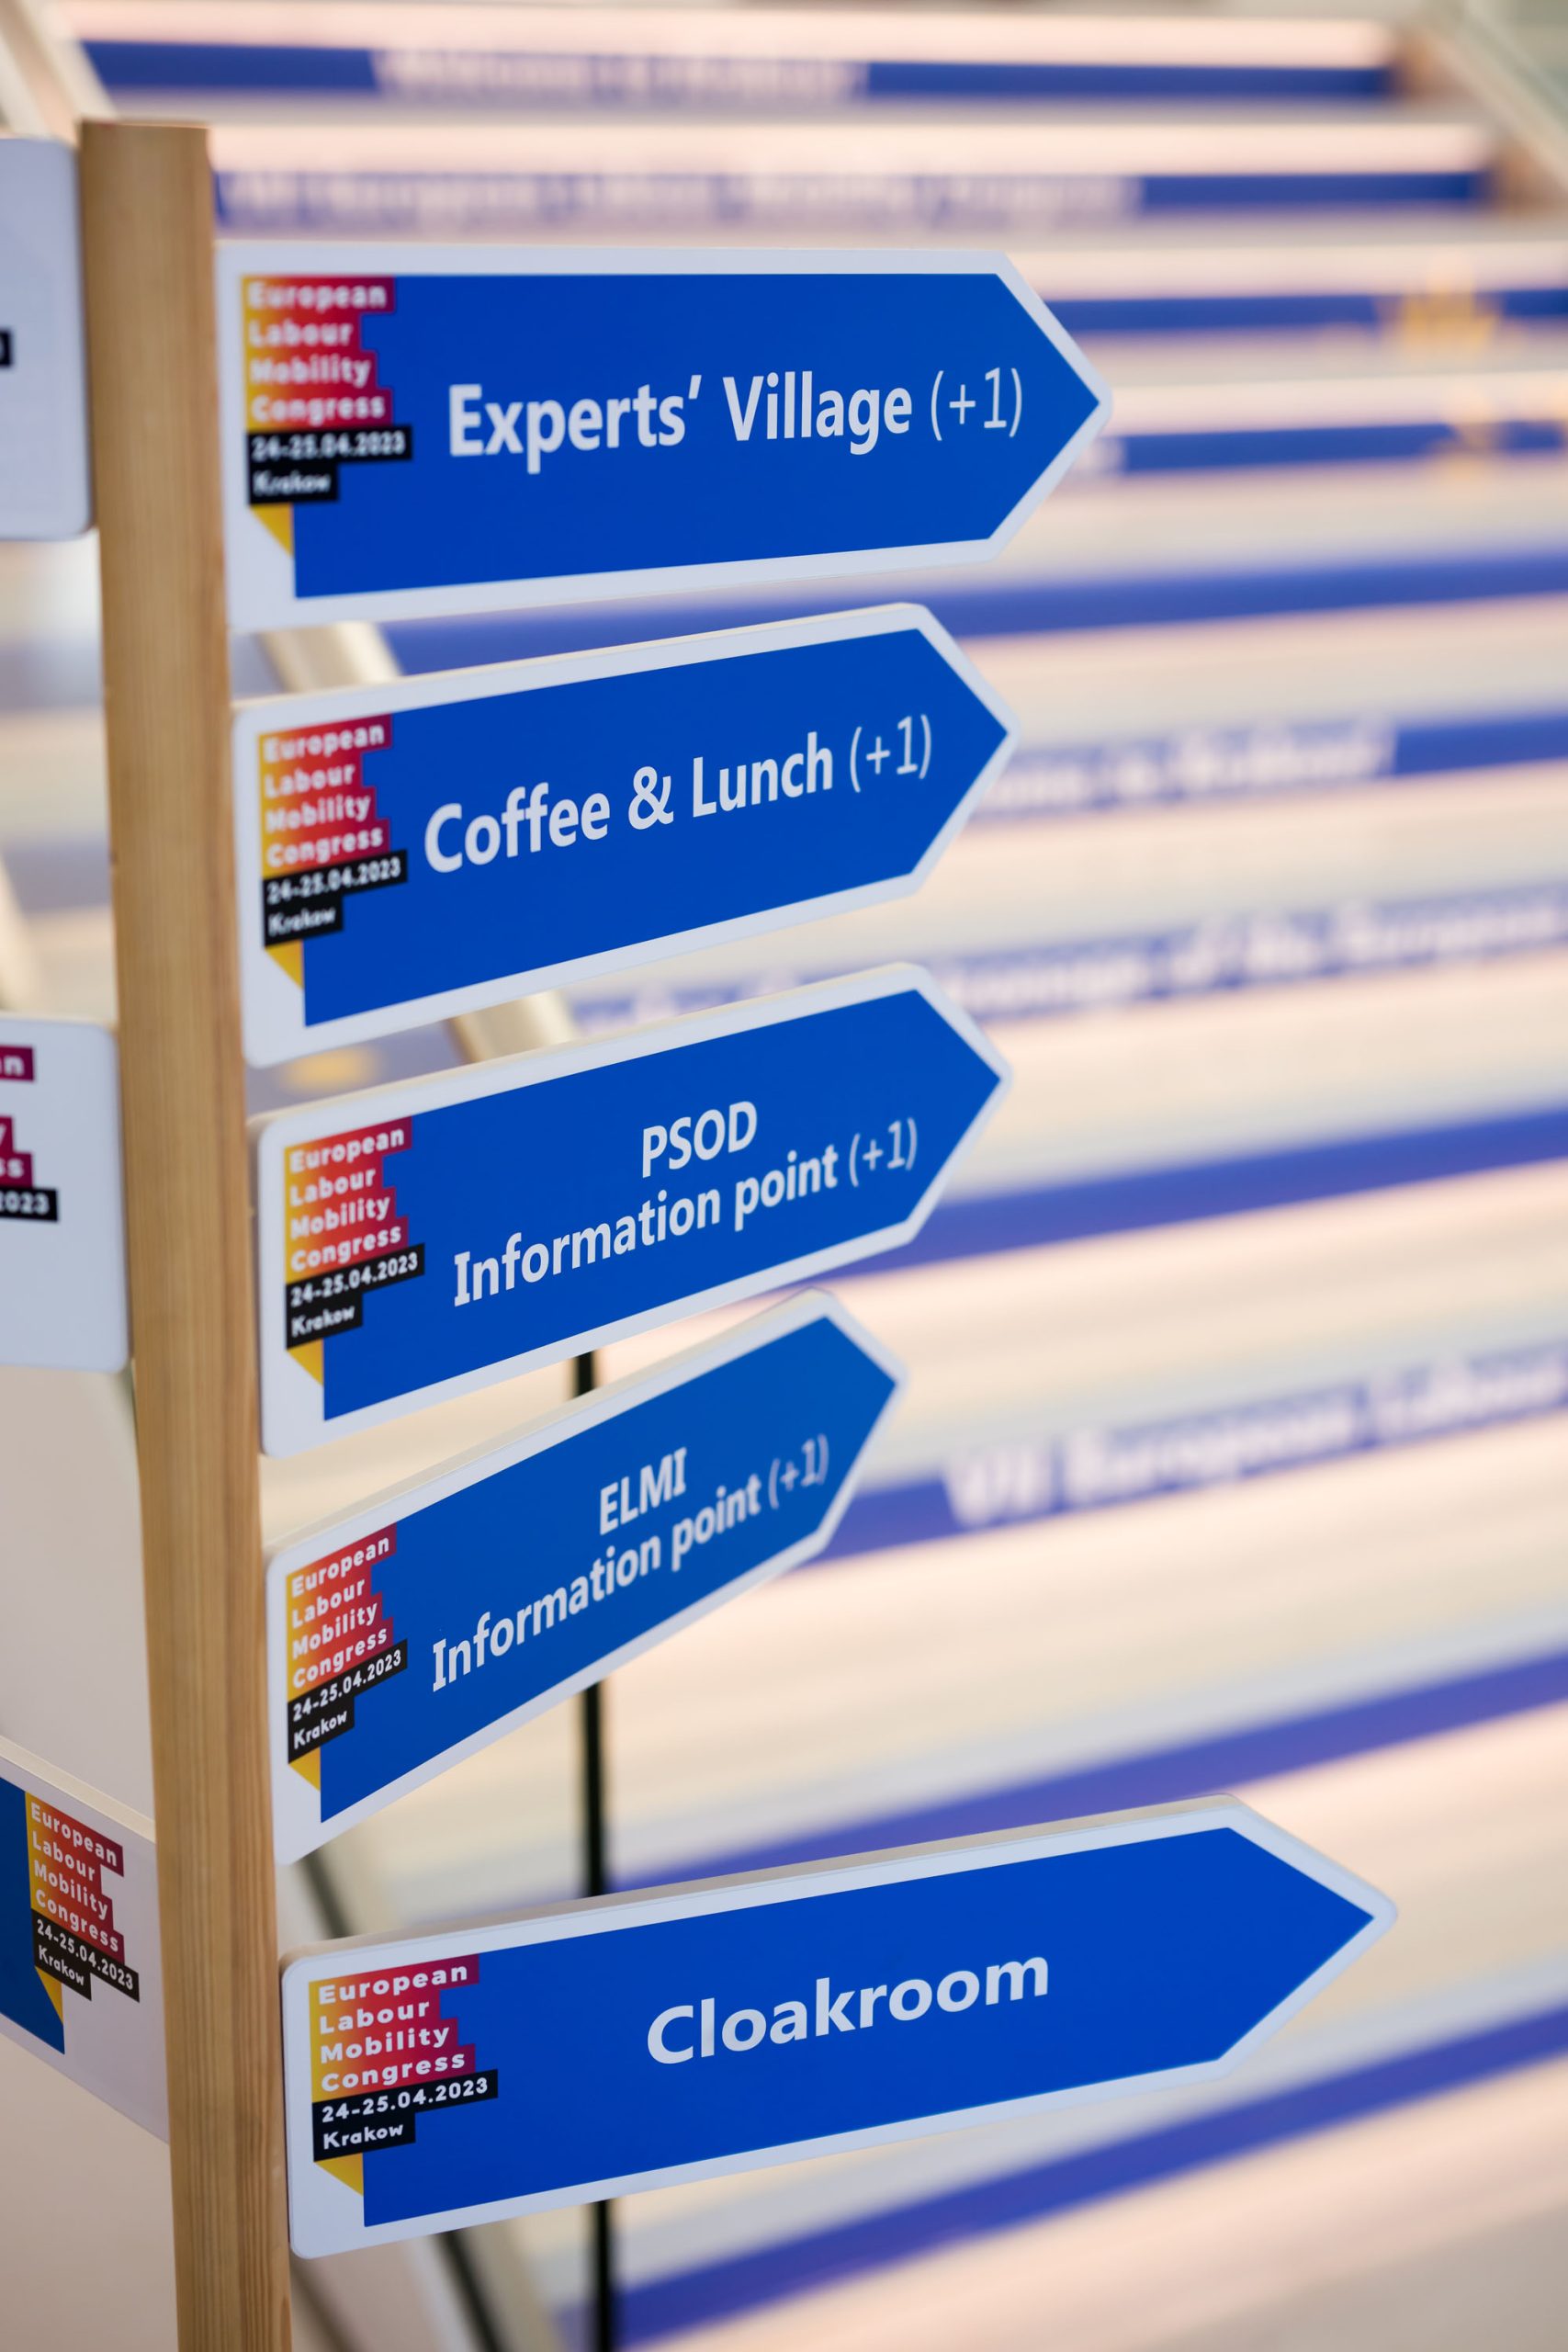 European
Labour
Mobility
Congress
24-25.04.2023
Krakow
Experts’ Village (+1)
European
Labour
Mobility
Congress
24-25.04.2023
Krakow
Coffee & Lunch (+1)
European
Labour
Mobility
Congress
24-25.04.2023
Krakow
PSOD
Information point (+1)
European
Labour
Mobility
Congress
24-25.04.2023
Krakow
ELMI
Information point (+1)
European
Labour
Mobility
Congress
24-25.04.2023
Krakow
European
Labour
Mobility
Congress
24-25.04.2023
Krakow
Cloakroom
VII European Labour